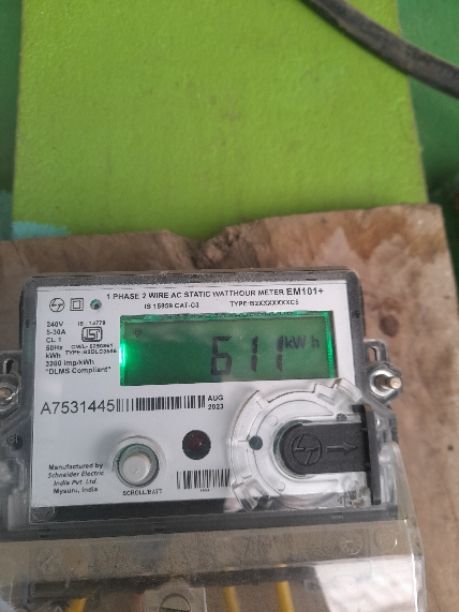 1 PHASE 2 WIRE AC STATIC WATTHOUR METER EM101+
IS 15959 CAT-C3 TYPE:
240V
5-30A
CL. 1
50Hz
kWh
3200 imp/kWh
"DLMS Compliant"
611 kWh
A7531445
AUG
2023
Manufactured by
Schneider Electric
India Pvt. Ltd.
Mysuru, India
SCROLL/BATT